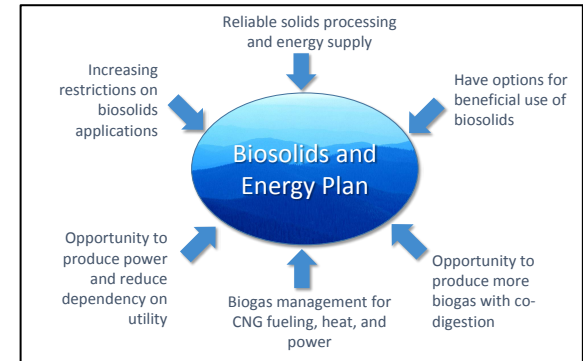 Reliable solids processing
and energy supply
Increasing
restrictions on
biosolids
applications
Have options for
beneficial use of
biosolids
Biosolids and
Energy Plan
Opportunity to
produce power
and reduce
dependency on
utility
Biogas management for
CNG fueling, heat, and
power
Opportunity to
produce more
biogas with co-
digestion